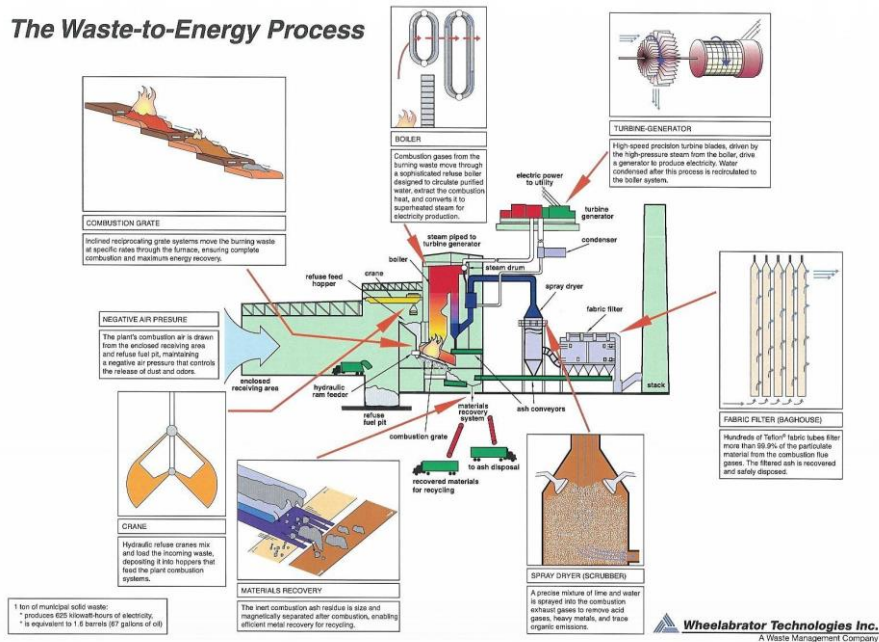 The Waste-to-Energy Process
BOILER
Combustion gases from the
burning waste move through
a sophisticated refuse boiler
designed to circulate purified
water, extract the combustion
heat, and converts it to
superheated steam for
electricity production.
TURBINE-GENERATOR
High-speed precision turbine blades, driven by
the high-pressure steam from the boiler, drive
a generator to produce electricity. Water
condensed after this process is recirculated to
the boiler system.
COMBUSTION GRATE
Inclined reciprocating grate systems move the burning waste
at specific rates through the furnace, ensuring complete
combustion and maximum energy recovery.
electric power
to utility
turbine
generator
condenser
steam piped to
turbine generator
boiler
steam drum
refuse feed
hopper
crane
spray dryer
fabric filter
NEGATIVE AIR PRESURE
The plant's combustion air is drawn
from the enclosed receiving area
and refuse fuel pit, maintaining
a negative air pressure that controls
the release of dust and odors.
enclosed
receiving area
hydraulic
ram feeder
refuse
fuel pit
combustion grate
materials
recovery
system
ash conveyors
stack
recovered materials
for recycling
to ash disposal
FABRIC FILTER (BAGHOUSE)
Hundreds of Teflon® fabric tubes filter
more than 99.9% of the particulate
material from the combustion flue
gases. The filtered ash is recovered
and safely disposed.
CRANE
Hydraulic refuse cranes mix
and load the incoming waste,
depositing it into hoppers that
feed the plant combustion
systems.
MATERIALS RECOVERY
The inert combustion ash residue is size and
magnetically separated after combustion, enabling
efficient metal recovery for recycling.
SPRAY DRYER (SCRUBBER)
A precise mixture of lime and water
is sprayed into the combustion
exhaust gases to remove acid
gases, heavy metals, and trace
organic emissions.
1 ton of municipal solid waste:
* produces 625 kilowatt-hours of electricity,
* is equivalent to 1.6 barrels (67 gallons of oil)
Wheelabrator Technologies Inc.
A Waste Management Company